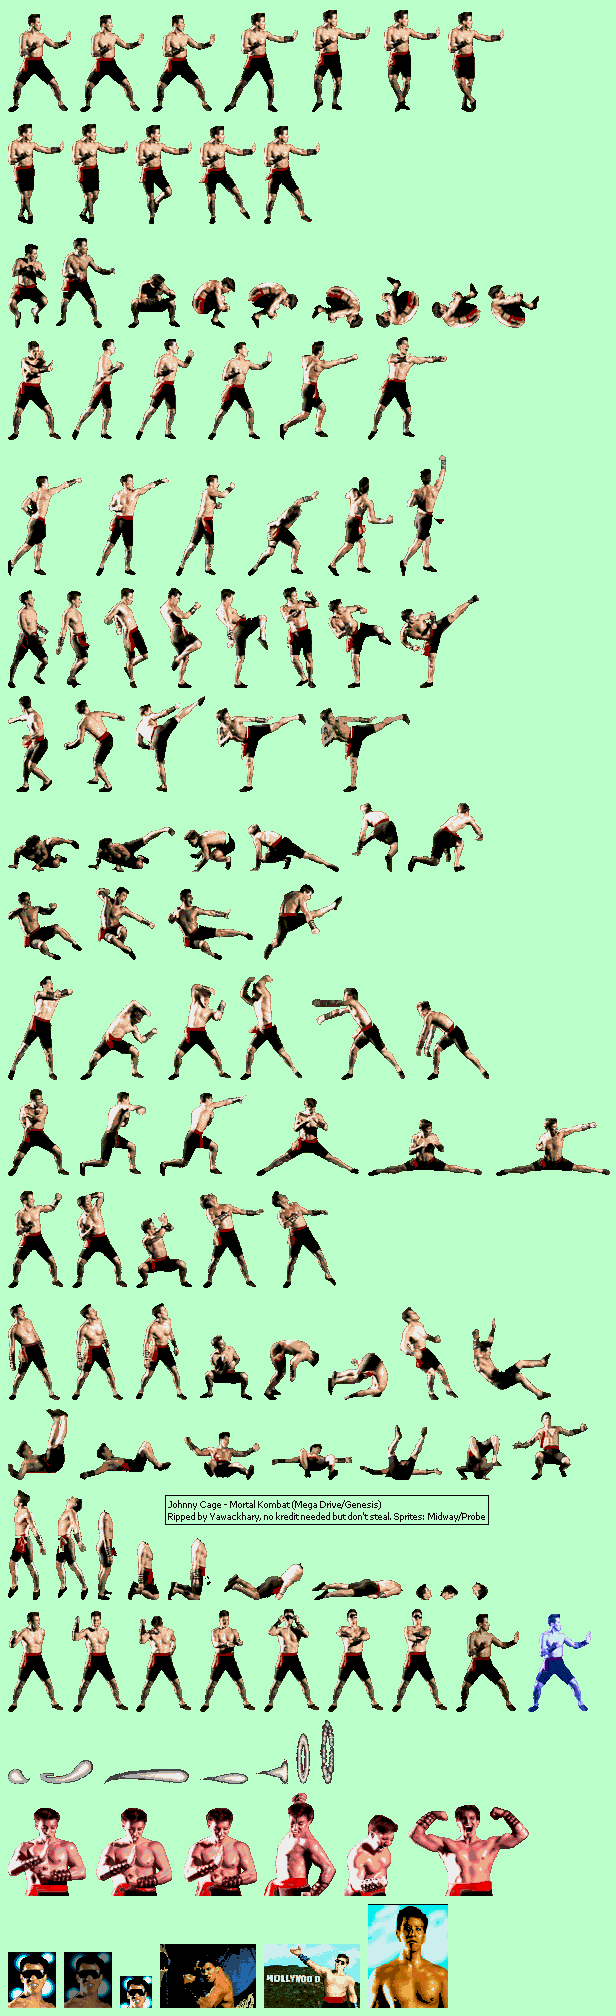 Johnny Cage - Mortal Kombat (Mega Drive/Genesis)
Ripped by Yawackhary, no kredit needed but don't steal. Sprites: Midway/Probe
HOLLYWOOD